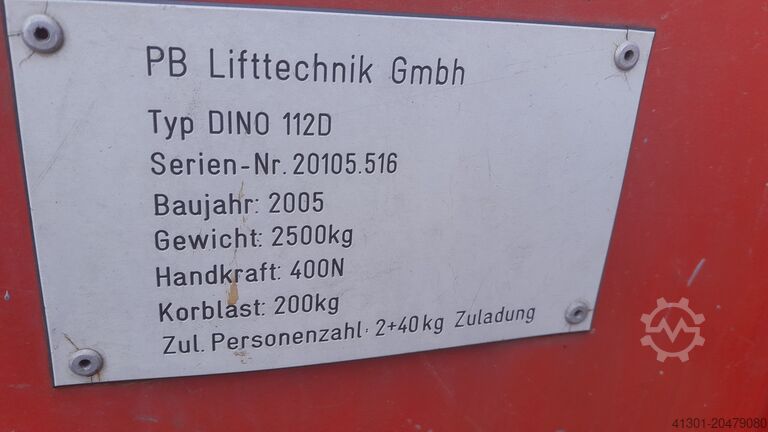 PB Lifttechnik Gmbh
Typ DINO 112D
Serien-Nr. 20105.516
Baujahr: 2005
Gewicht: 2500kg
Handkraft: 400N
Korblast: 200kg
Zul. Personenzahl: 2+40kg Zuladung
41301-20479080